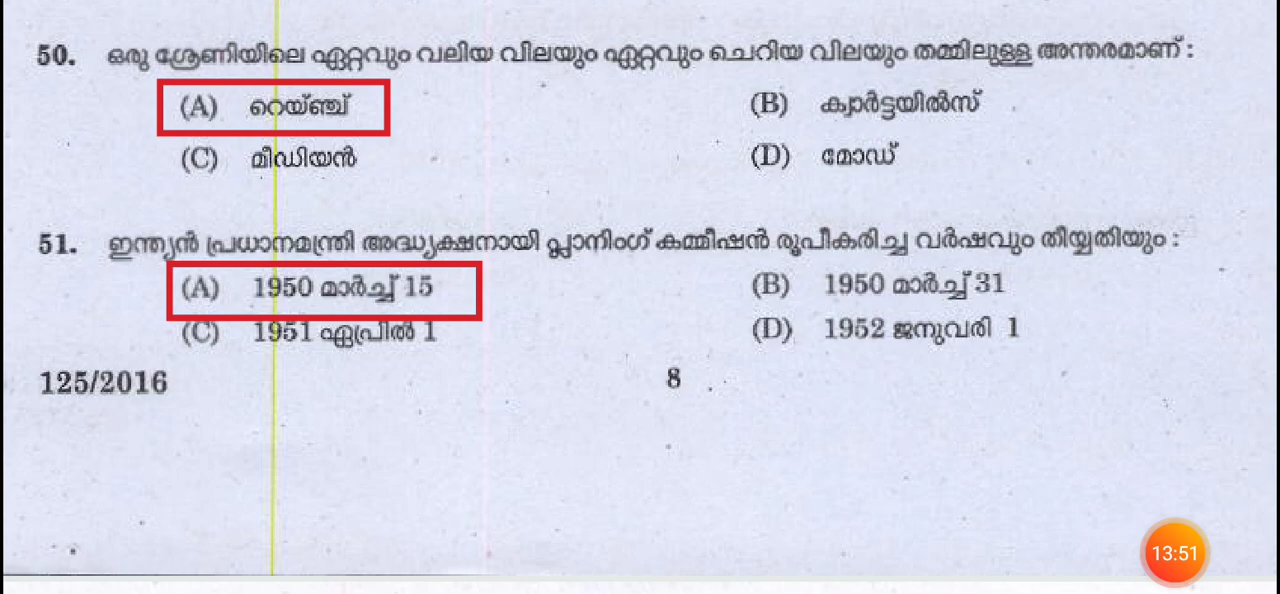 50. ഒരു ശ്രേണിയിലെ ഏറ്റവും വലിയ വിലയും ഏറ്റവും ചെറിയ വിലയും തമ്മിലുള്ള അന്തരമാണ് :
(A) റെയ്ഞ്ച് (B) ക്വാർട്ടയിൽസ്
(C) മീഡിയൻ (D) മോഡ്
51. ഇന്ത്യൻ പ്രധാനമന്ത്രി അദ്ധ്യക്ഷനായി പ്ലാനിംഗ് കമ്മീഷൻ രൂപീകരിച്ച വർഷവും തീയ്യതിയും :
(A) 1950 മാർച്ച് 15 (B) 1950 മാർച്ച് 31
(C) 1951 ഏപ്രിൽ 1 (D) 1952 ജനുവരി 1
125/2016 8
13:51